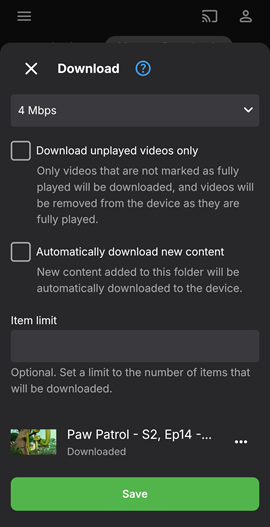 Download
4 Mbps
Download unplayed videos only
Only videos that are not marked as fully
played will be downloaded, and videos will
be removed from the device as they are
fully played.
Automatically download new content
New content added to this folder will be
automatically downloaded to the device.
Item limit
Optional. Set a limit to the number of items that
will be downloaded.
Paw Patrol - S2, Ep14 -...
Downloaded
Save